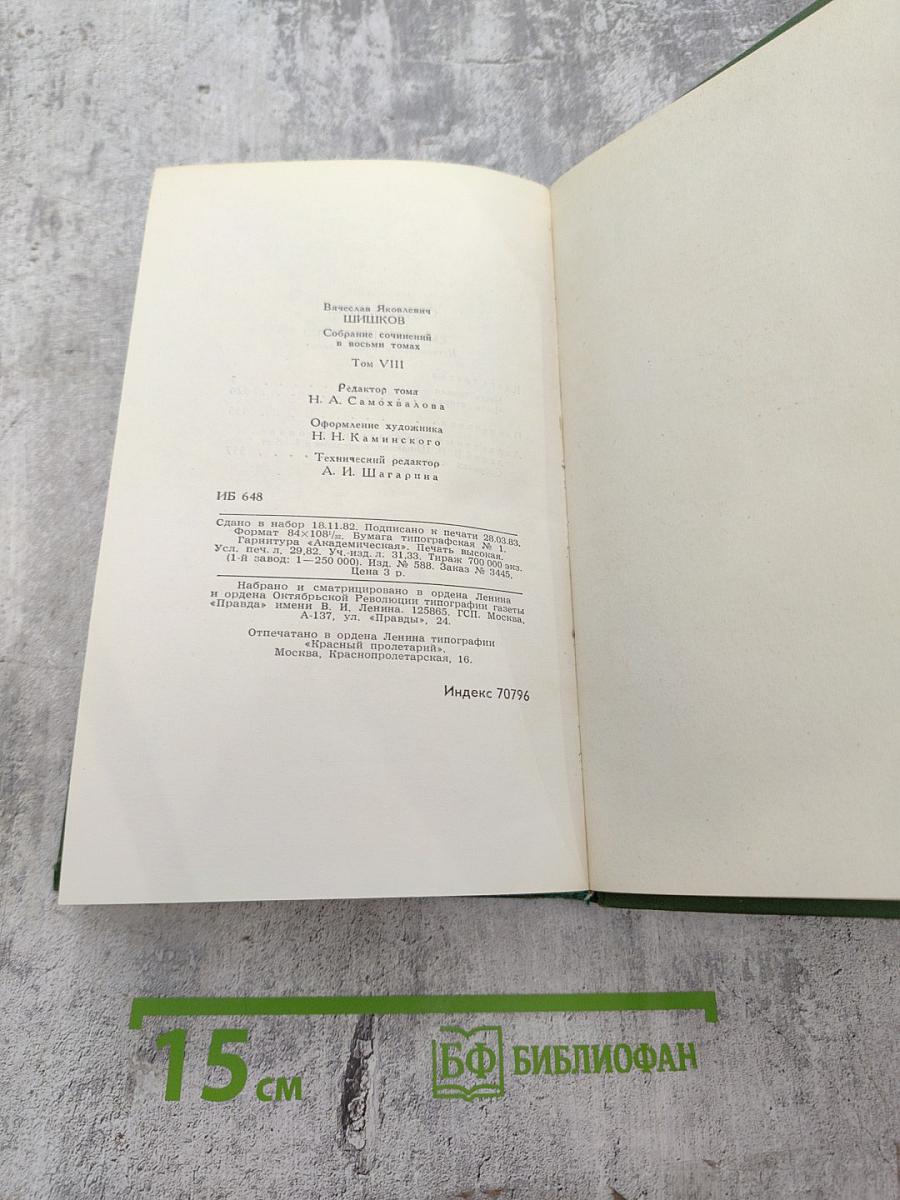 Вячеслав Яковлевич
ШИШКОВ
Собрание сочинений
в восьми томах
Том VIII
Редактор тома
Н. А. Самохвалова
Оформление художника
Н. Н. Каминского
Технический редактор
А. И. Шагарина
ИБ 648
Сдано в набор 18.11.82. Подписано к печати 28.03.83.
Формат 84×108¹/₃₂. Бумага типографская № 1.
Гарнитура «Академическая». Печать высокая.
Усл. печ. л. 29,82. Уч.-изд. л. 31,33. Тираж 700 000 экз.
(1-й завод: 1—250 000). Изд. № 588. Заказ № 3445.
Цена 3 р.
Набрано и сматрицировано в ордена Ленина
и ордена Октябрьской Революции типографии газеты
«Правда» имени В. И. Ленина. 125865. ГСП. Москва,
А-137, ул. «Правды», 24.
Отпечатано в ордена Ленина типографии
«Красный пролетарий».
Москва, Краснопролетарская, 16.
Индекс 70796
15 см
БФ БИБЛИОФАН